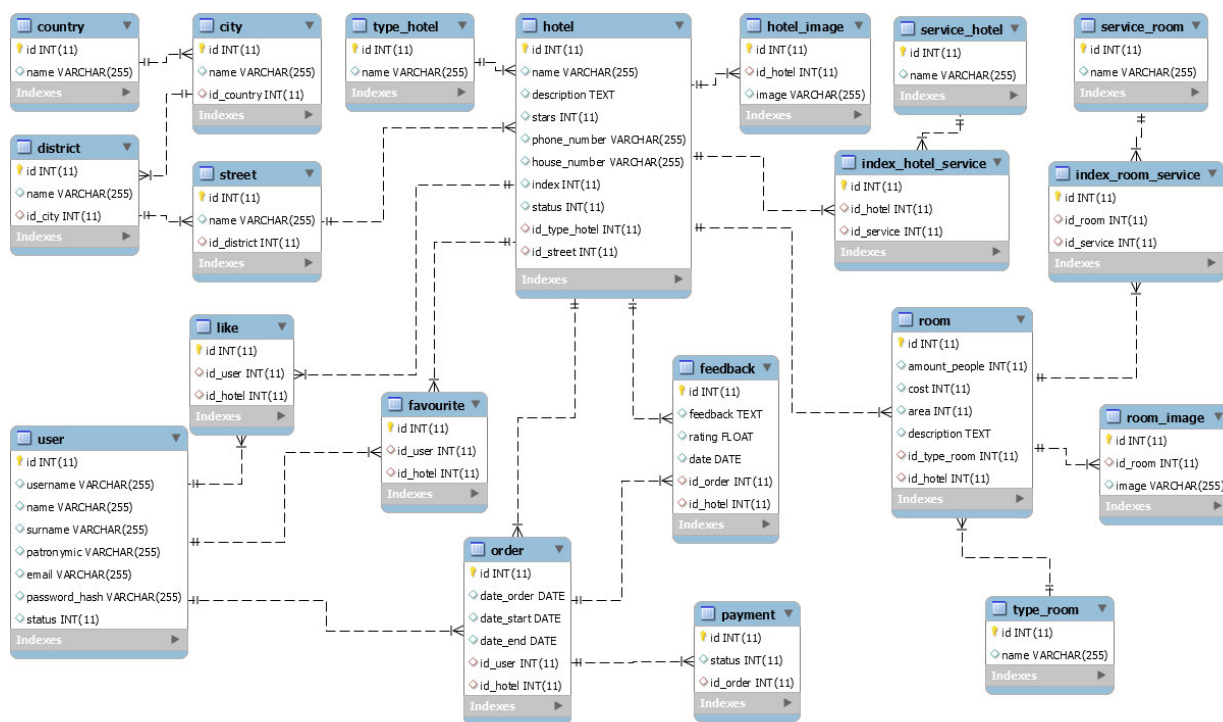 country
id INT(11)
name VARCHAR(255)
Indexes
city
id INT(11)
name VARCHAR(255)
id_country INT(11)
Indexes
type_hotel
id INT(11)
name VARCHAR(255)
Indexes
hotel
id INT(11)
name VARCHAR(255)
description TEXT
stars INT(11)
phone_number VARCHAR(255)
house_number VARCHAR(255)
index INT(11)
status INT(11)
id_type_hotel INT(11)
id_street INT(11)
Indexes
hotel_image
id INT(11)
id_hotel INT(11)
image VARCHAR(255)
Indexes
service_hotel
id INT(11)
name VARCHAR(255)
Indexes
service_room
id INT(11)
name VARCHAR(255)
Indexes
district
id INT(11)
name VARCHAR(255)
id_city INT(11)
Indexes
street
id INT(11)
name VARCHAR(255)
id_district INT(11)
Indexes
index_hotel_service
id INT(11)
id_hotel INT(11)
id_service INT(11)
Indexes
index_room_service
id INT(11)
id_room INT(11)
id_service INT(11)
Indexes
like
id INT(11)
id_user INT(11)
id_hotel INT(11)
Indexes
favourite
id INT(11)
id_user INT(11)
id_hotel INT(11)
Indexes
feedback
id INT(11)
feedback TEXT
rating FLOAT
date DATE
id_order INT(11)
id_hotel INT(11)
Indexes
room
id INT(11)
amount_people INT(11)
cost INT(11)
area INT(11)
description TEXT
id_type_room INT(11)
id_hotel INT(11)
Indexes
room_image
id INT(11)
id_room INT(11)
image VARCHAR(255)
Indexes
user
id INT(11)
username VARCHAR(255)
name VARCHAR(255)
surname VARCHAR(255)
patronymic VARCHAR(255)
email VARCHAR(255)
password_hash VARCHAR(255)
status INT(11)
Indexes
order
id INT(11)
date_order DATE
date_start DATE
date_end DATE
id_user INT(11)
id_hotel INT(11)
Indexes
payment
id INT(11)
status INT(11)
id_order INT(11)
Indexes
type_room
id INT(11)
name VARCHAR(255)
Indexes